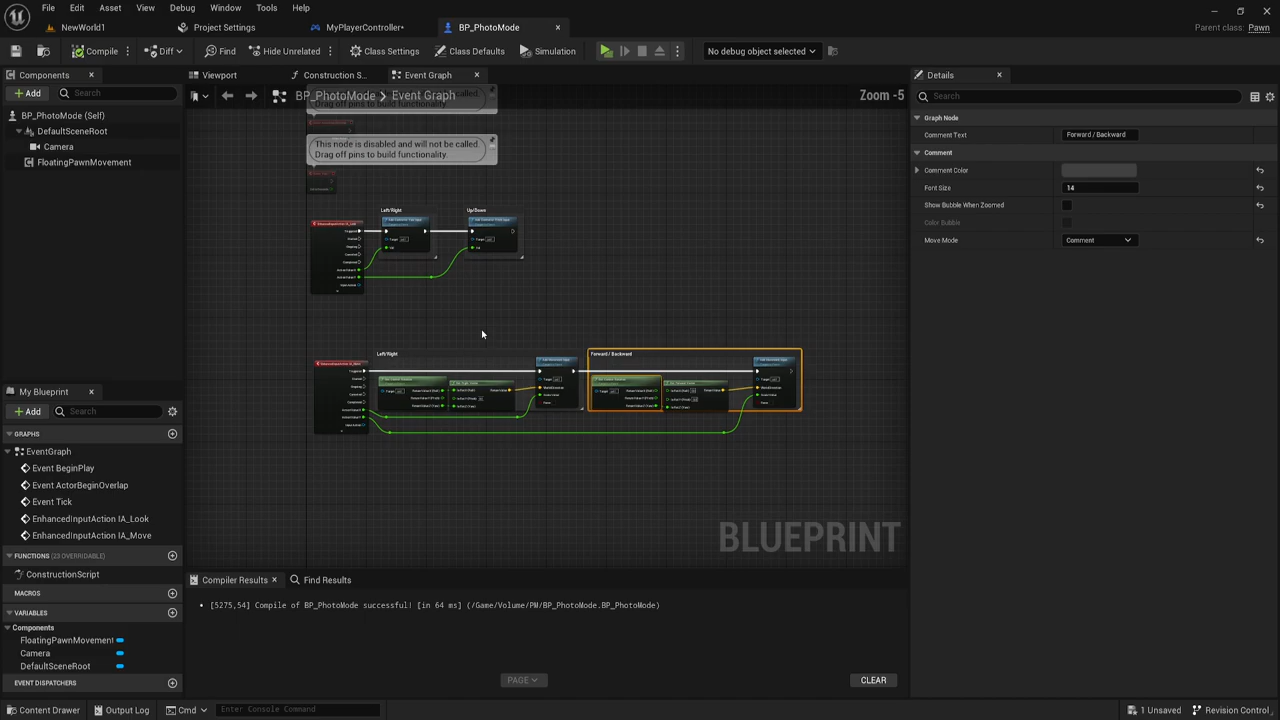 File Edit Asset View Debug Window Tools Help
NewWorld1 Project Settings MyPlayerController* BP_PhotoMode Parent class: Pawn
Compile Diff Find Hide Unrelated Class Settings Class Defaults Simulation No debug object selected
Components
Viewport Construction S... Event Graph
Details
Add Search
BP_PhotoMode > Event Graph Zoom -5
Search
BP_PhotoMode (Self)
DefaultSceneRoot
Camera
FloatingPawnMovement
Drag off pins to build functionality.
This node is disabled and will not be called.
Drag off pins to build functionality.
Left/Right Up/Down
Left/Right Forward / Backward
BLUEPRINT
Graph Node
Comment Text Forward / Backward
Comment
Comment Color
Font Size 14
Show Bubble When Zoomed
Color Bubble
Move Mode Comment
My Blueprint
Add Search
GRAPHS
EventGraph
Event BeginPlay
Event ActorBeginOverlap
Event Tick
EnhancedInputAction IA_Look
EnhancedInputAction IA_Move
FUNCTIONS (23 OVERRIDABLE)
ConstructionScript
MACROS
VARIABLES
Components
FloatingPawnMovement
Camera
DefaultSceneRoot
EVENT DISPATCHERS
Compiler Results Find Results
[5275,54] Compile of BP_PhotoMode successful! [in 64 ms] (/Game/Volume/PM/BP_PhotoMode.BP_PhotoMode)
PAGE CLEAR
Content Drawer Output Log Cmd Enter Console Command 1 Unsaved Revision Control